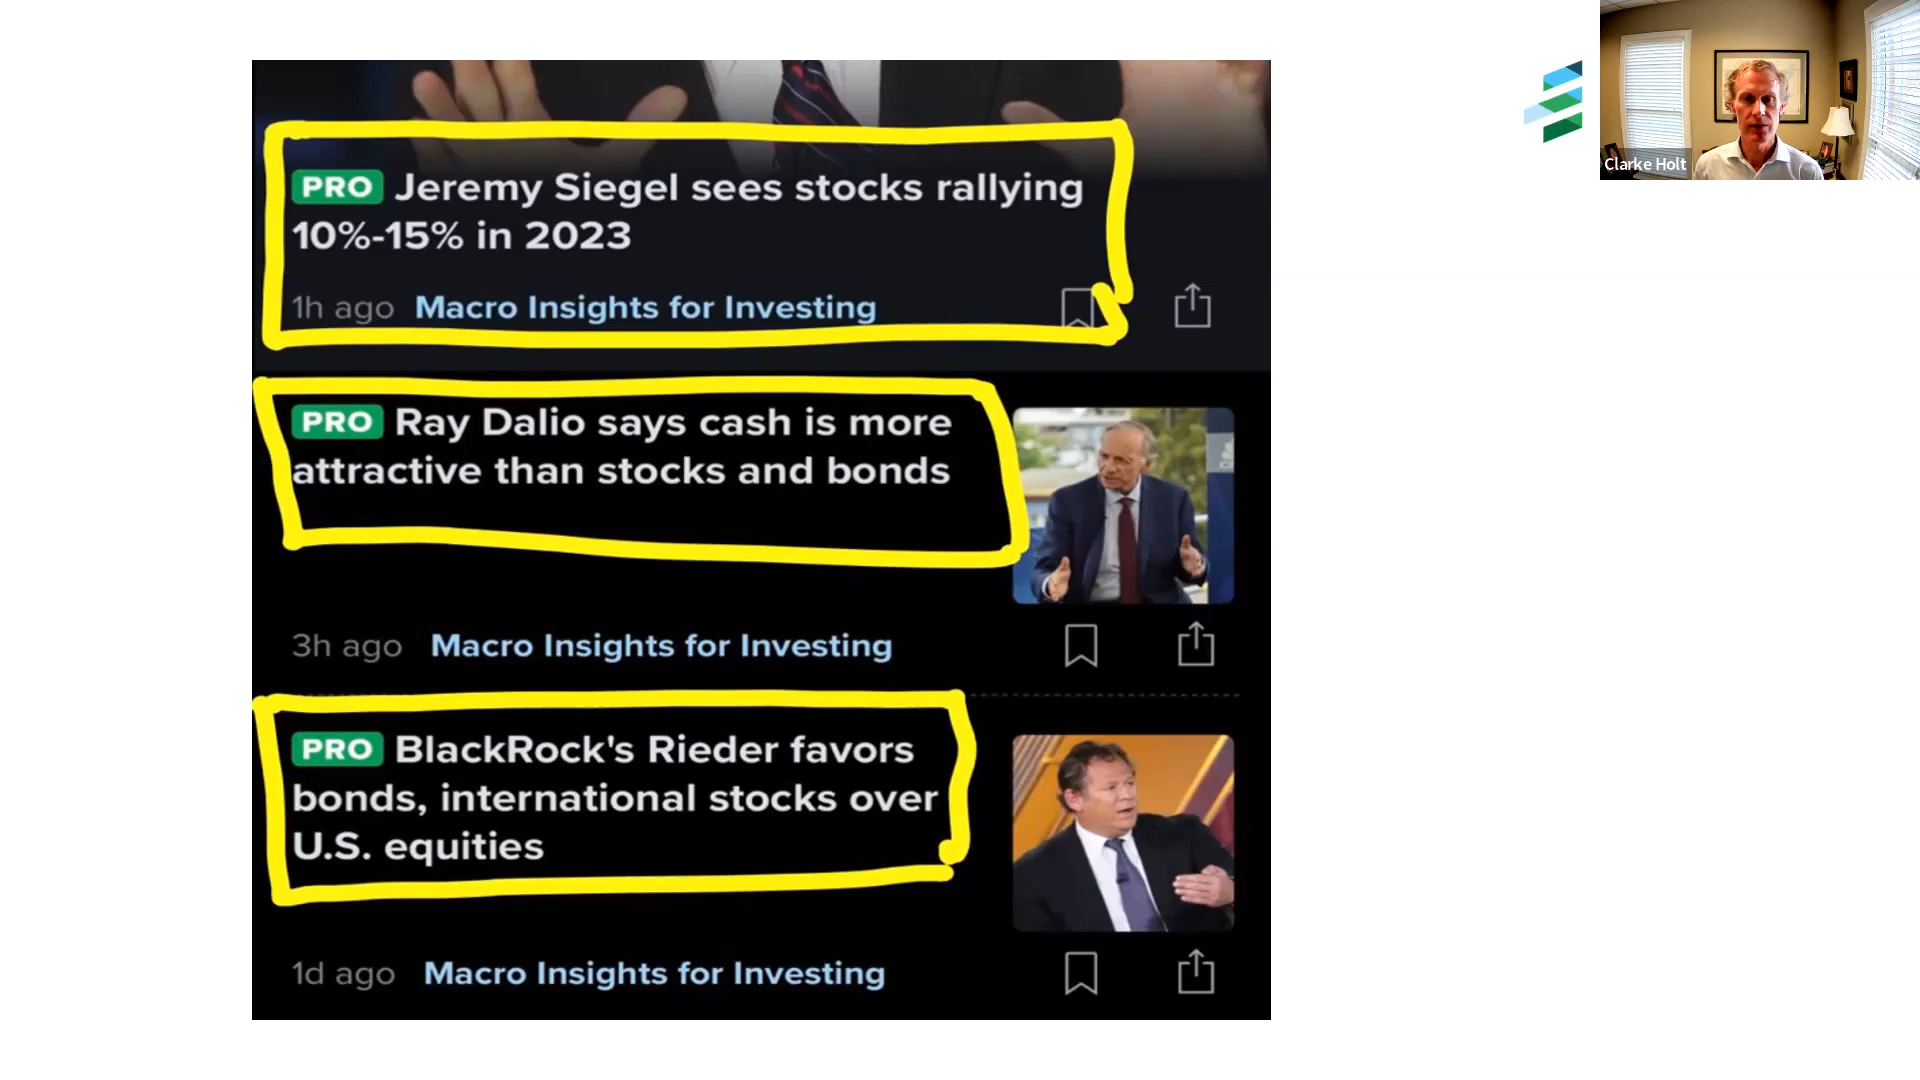 PRO Jeremy Siegel sees stocks rallying
10%-15% in 2023
1h ago Macro Insights for Investing
PRO Ray Dalio says cash is more
attractive than stocks and bonds
3h ago Macro Insights for Investing
PRO BlackRock's Rieder favors
bonds, international stocks over
U.S. equities
1d ago Macro Insights for Investing
Clarke Holt